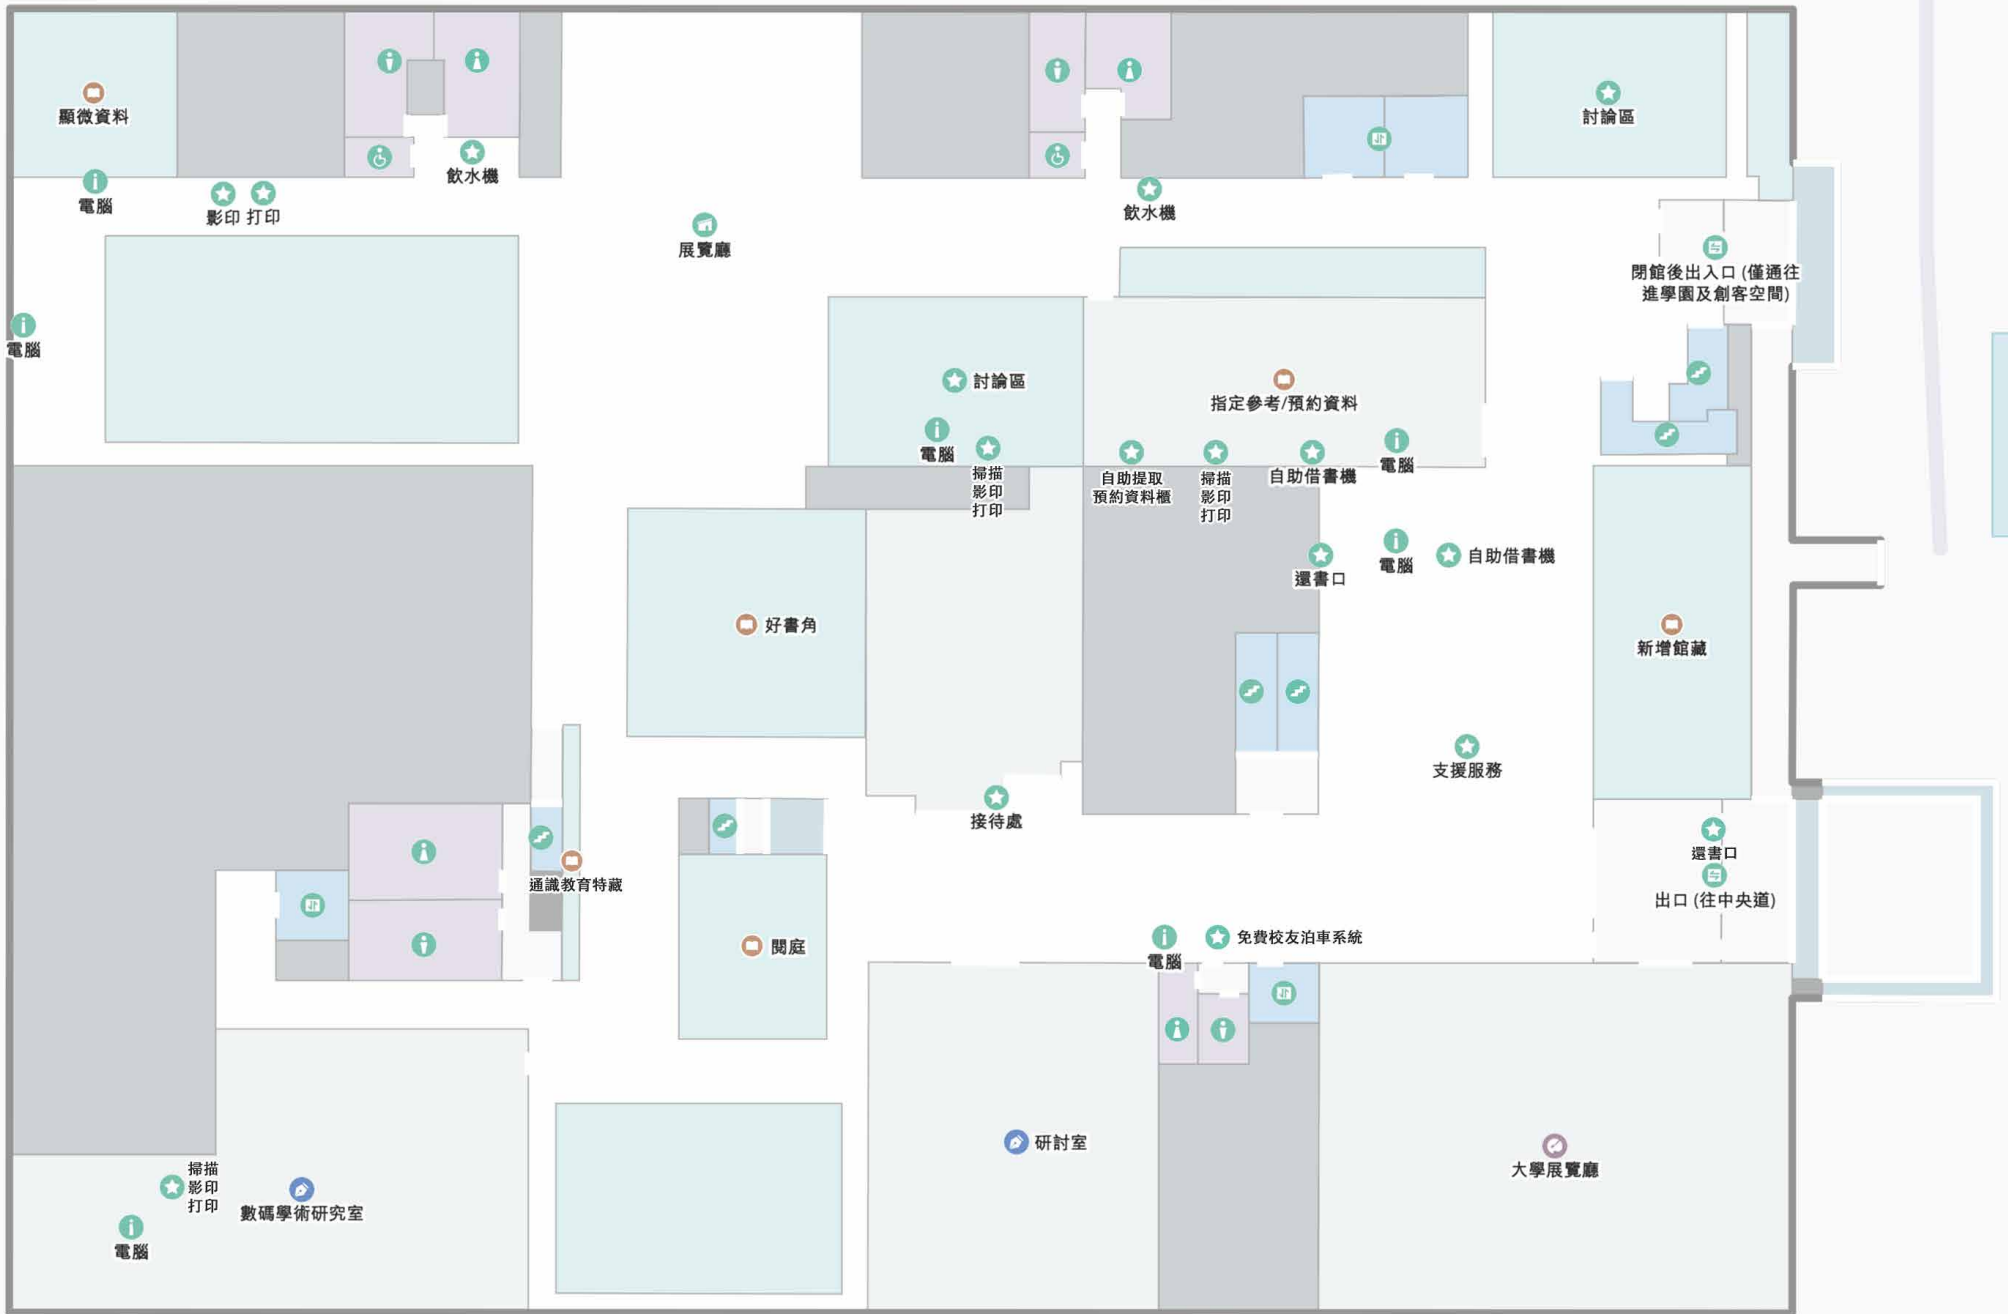 顯微資料
討論區
飲水機
電腦
影印
打印
飲水機
展覽廳
閉館後出入口 (僅通往
進學園及創客空間)
電腦
討論區
指定參考/預約資料
電腦
掃描
影印
打印
自助提取
預約資料櫃
掃描
影印
打印
自助借書機
電腦
還書口
電腦
自助借書機
好書角
新增館藏
支援服務
接待處
還書口
通識教育特藏
出口 (往中央道)
閱庭
電腦
免費校友泊車系統
研討室
大學展覽廳
掃描
影印
打印
數碼學術研究室
電腦